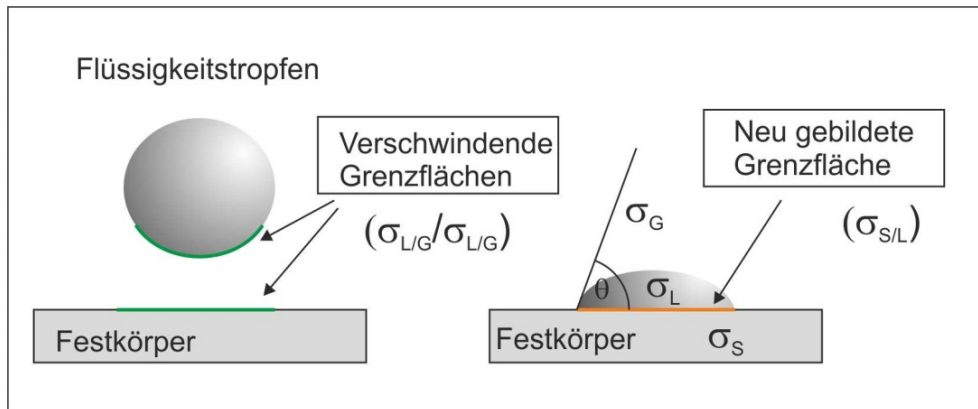 Flüssigkeitstropfen
Verschwindende
Grenzflächen
(σL/G/σL/G)
Festkörper
Neu gebildete
Grenzfläche
(σS/L)
σG
θ
σL
Festkörper
σS